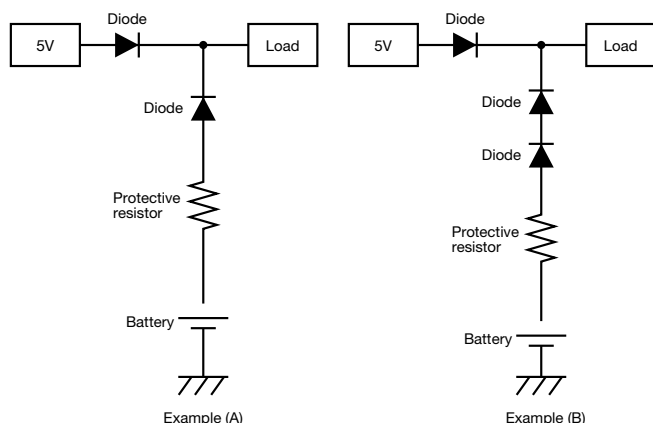 Diode
5V
Load
Diode
Protective
resistor
Battery
Example (A)
Diode
5V
Load
Diode
Diode
Protective
resistor
Battery
Example (B)